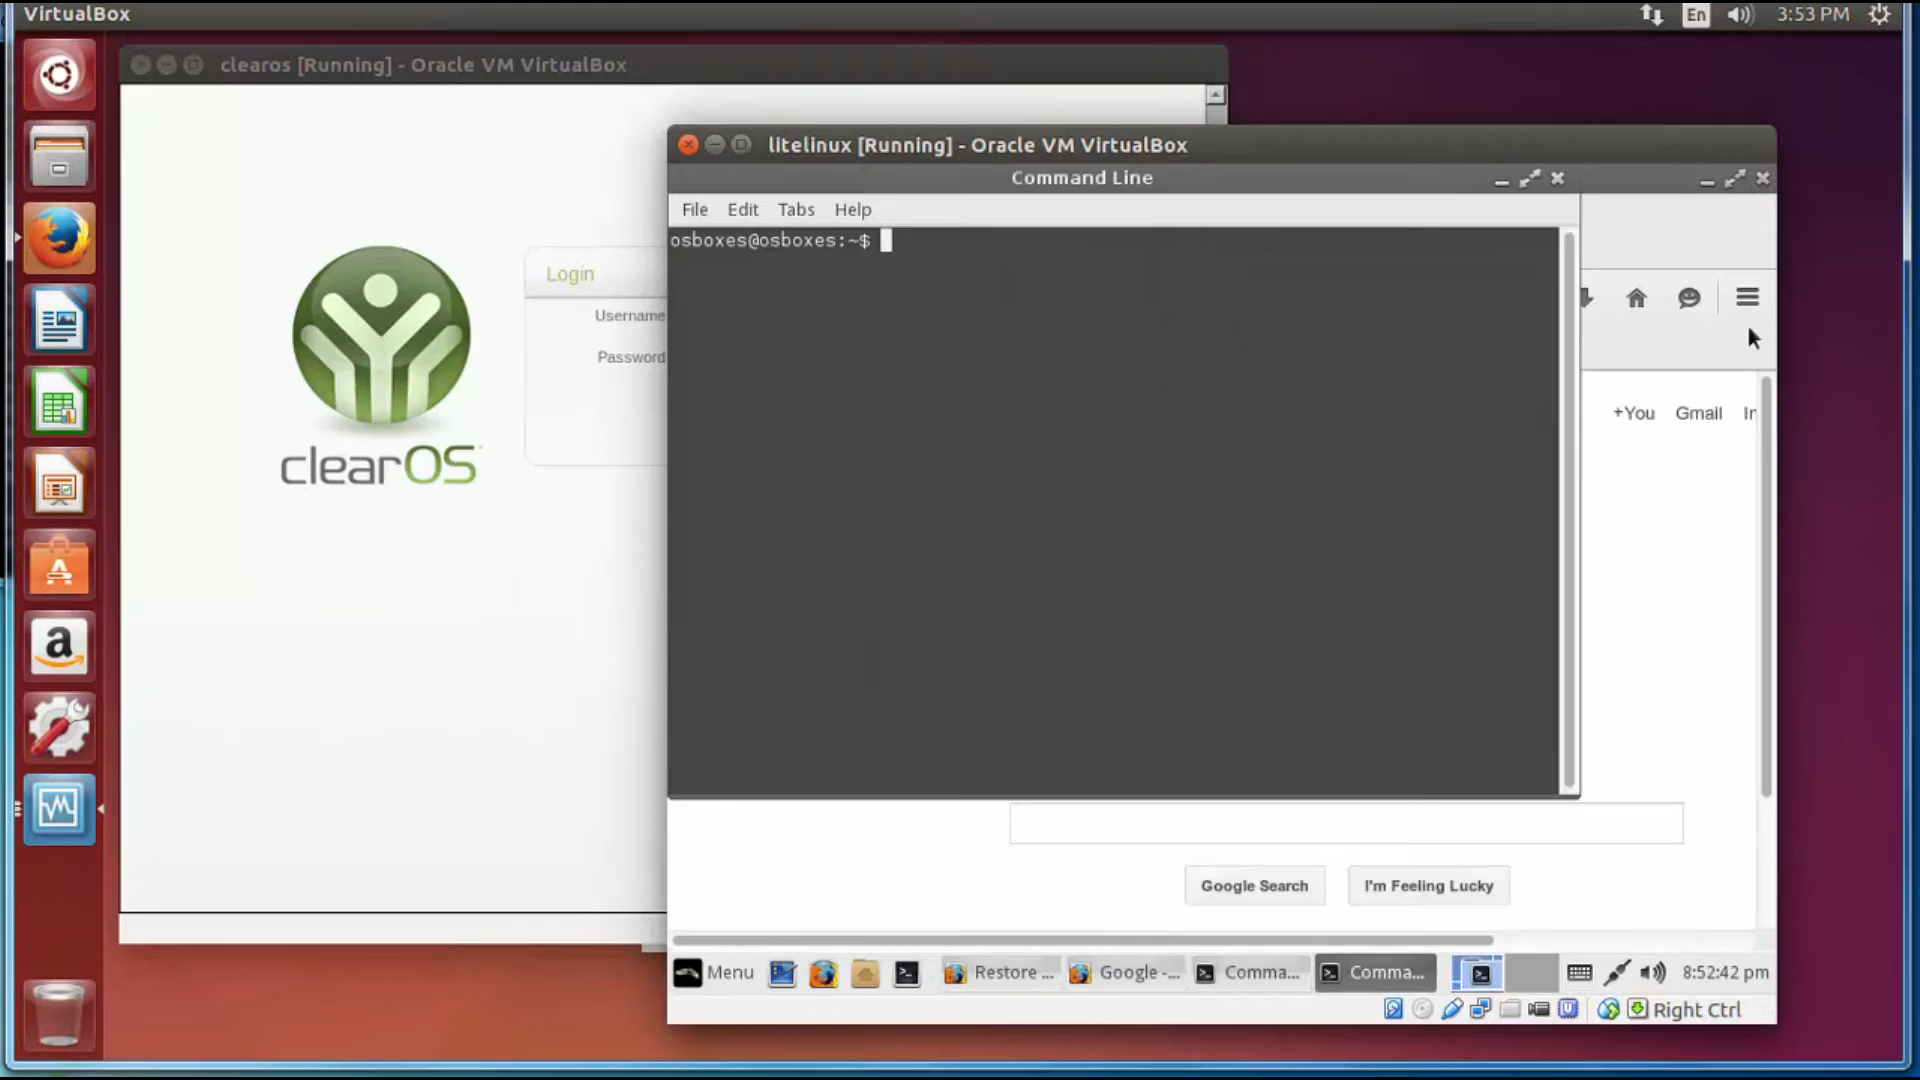 VirtualBox
En
3:53 PM
clearos [Running] - Oracle VM VirtualBox
clearOS
Login
Username
Password
litelinux [Running] - Oracle VM VirtualBox
Command Line
File Edit Tabs Help
osboxes@osboxes:~$
+You Gmail
Google Search
I'm Feeling Lucky
Menu
Restore ...
Google -...
Comma...
Comma...
8:52:42 pm
Right Ctrl
a